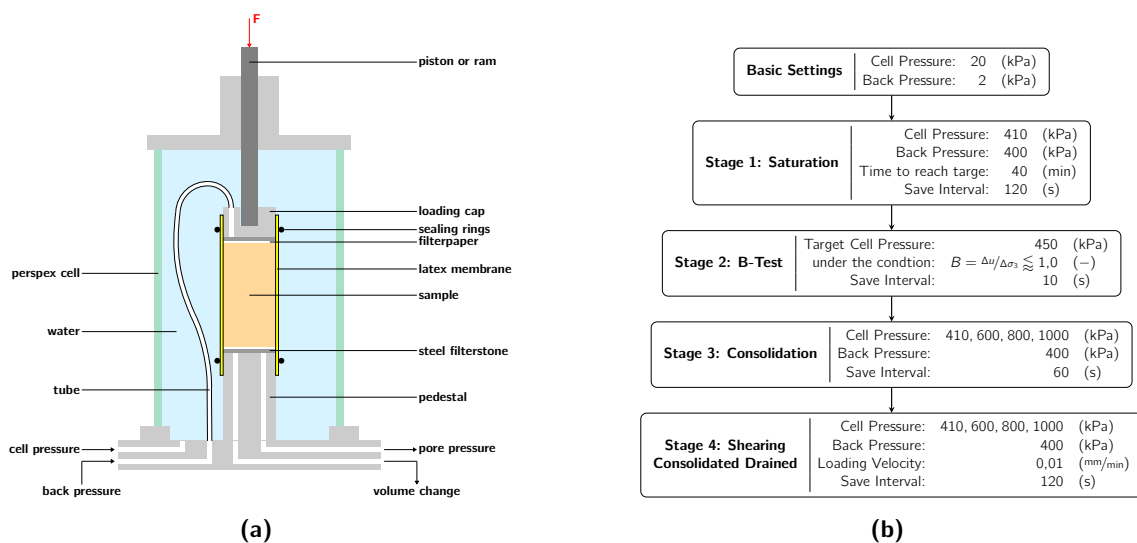 F
piston or ram
loading cap
sealing rings
filterpaper
latex membrane
sample
steel filterstone
pedestal
pore pressure
volume change
perspex cell
water
tube
cell pressure
back pressure
(a)
Basic Settings
Cell Pressure: 20 (kPa)
Back Pressure: 2 (kPa)
Stage 1: Saturation
Cell Pressure: 410 (kPa)
Back Pressure: 400 (kPa)
Time to reach targe: 40 (min)
Save Interval: 120 (s)
Stage 2: B-Test
Target Cell Pressure: 450 (kPa)
under the condtion: B = Δu/Δσ₃ ⪅ 1,0 (−)
Save Interval: 10 (s)
Stage 3: Consolidation
Cell Pressure: 410, 600, 800, 1000 (kPa)
Back Pressure: 400 (kPa)
Save Interval: 60 (s)
Stage 4: Shearing
Consolidated Drained
Cell Pressure: 410, 600, 800, 1000 (kPa)
Back Pressure: 400 (kPa)
Loading Velocity: 0,01 (mm/min)
Save Interval: 120 (s)
(b)